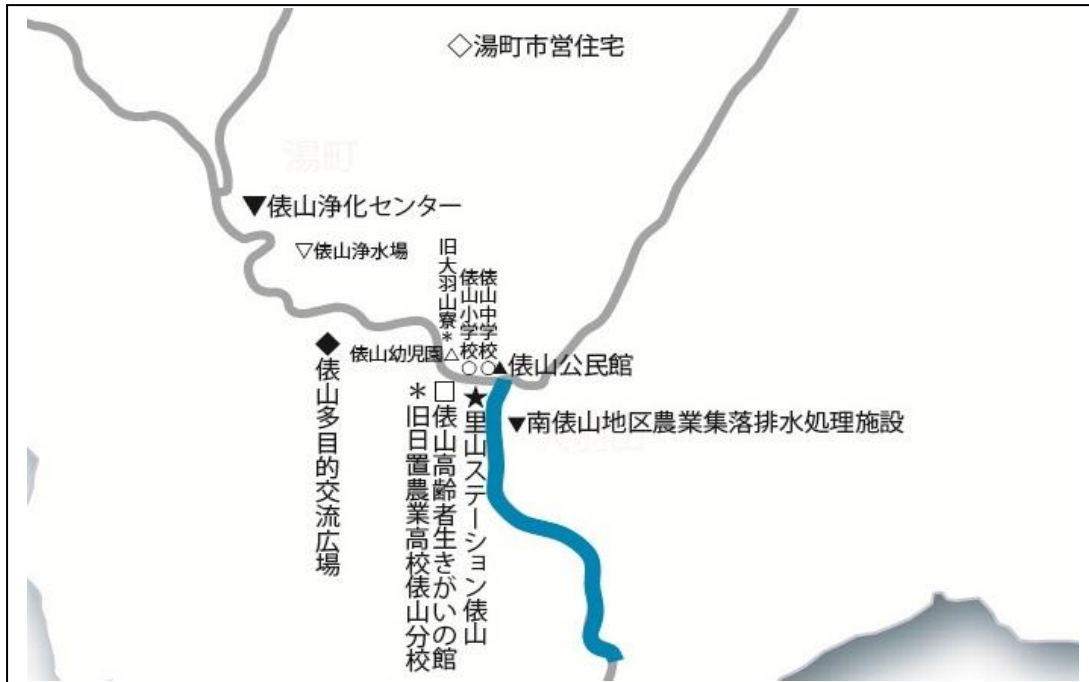 ◇湯町市営住宅
湯町
▼俵山浄化センター
▽俵山浄水場
旧大羽山寮*
俵山小学校○
俵山中学校○
俵山幼児園△
▲俵山公民館
◆俵山多目的交流広場
*旧日置農業高校俵山分校
□俵山高齢者生きがいの館
★里山ステーション俵山
▼南俵山地区農業集落排水処理施設